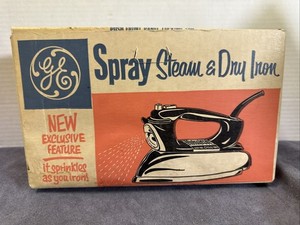 GE
Spray Steam & Dry Iron
NEW
EXCLUSIVE
FEATURE
it sprinkles
as you iron!